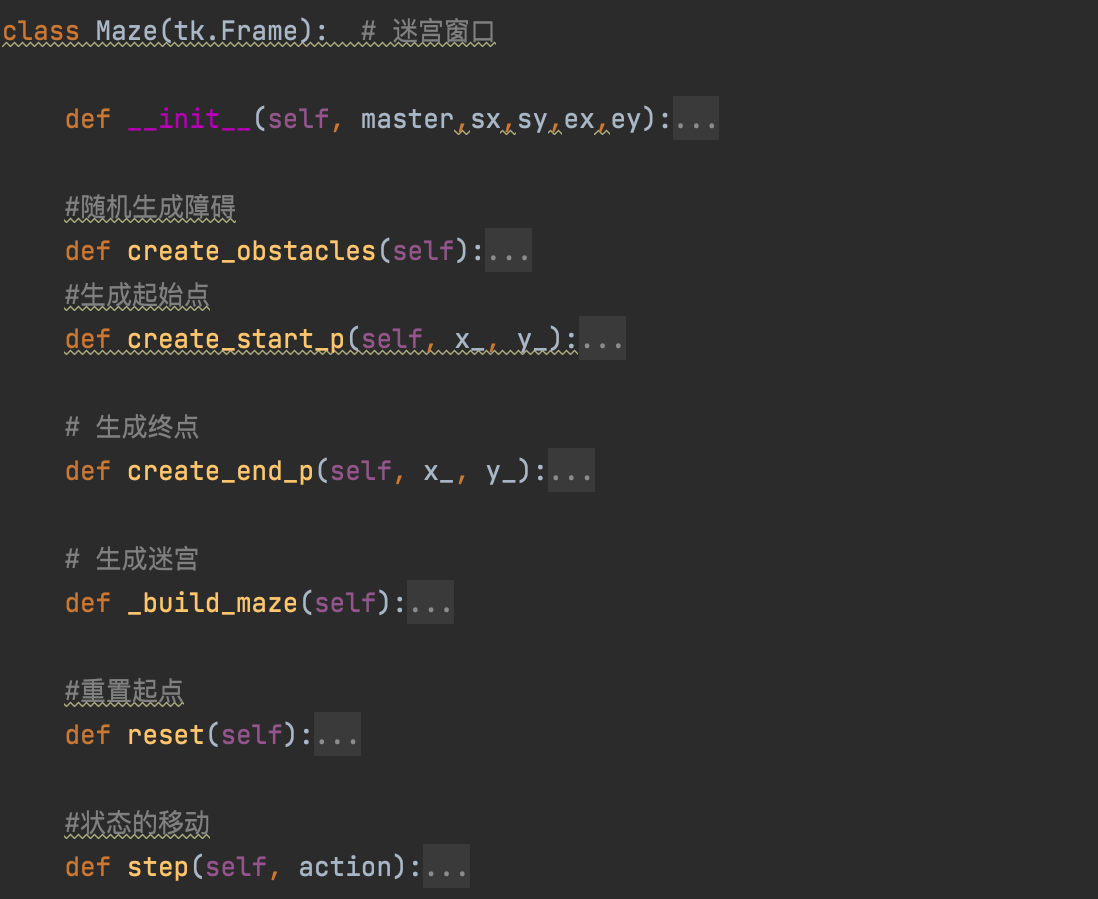 class Maze(tk.Frame):  # 迷宫窗口
def __init__(self, master,sx,sy,ex,ey):...
#随机生成障碍
def create_obstacles(self):...
#生成起始点
def create_start_p(self, x_, y_):...
# 生成终点
def create_end_p(self, x_, y_):...
# 生成迷宫
def _build_maze(self):...
#重置起点
def reset(self):...
#状态的移动
def step(self, action):...